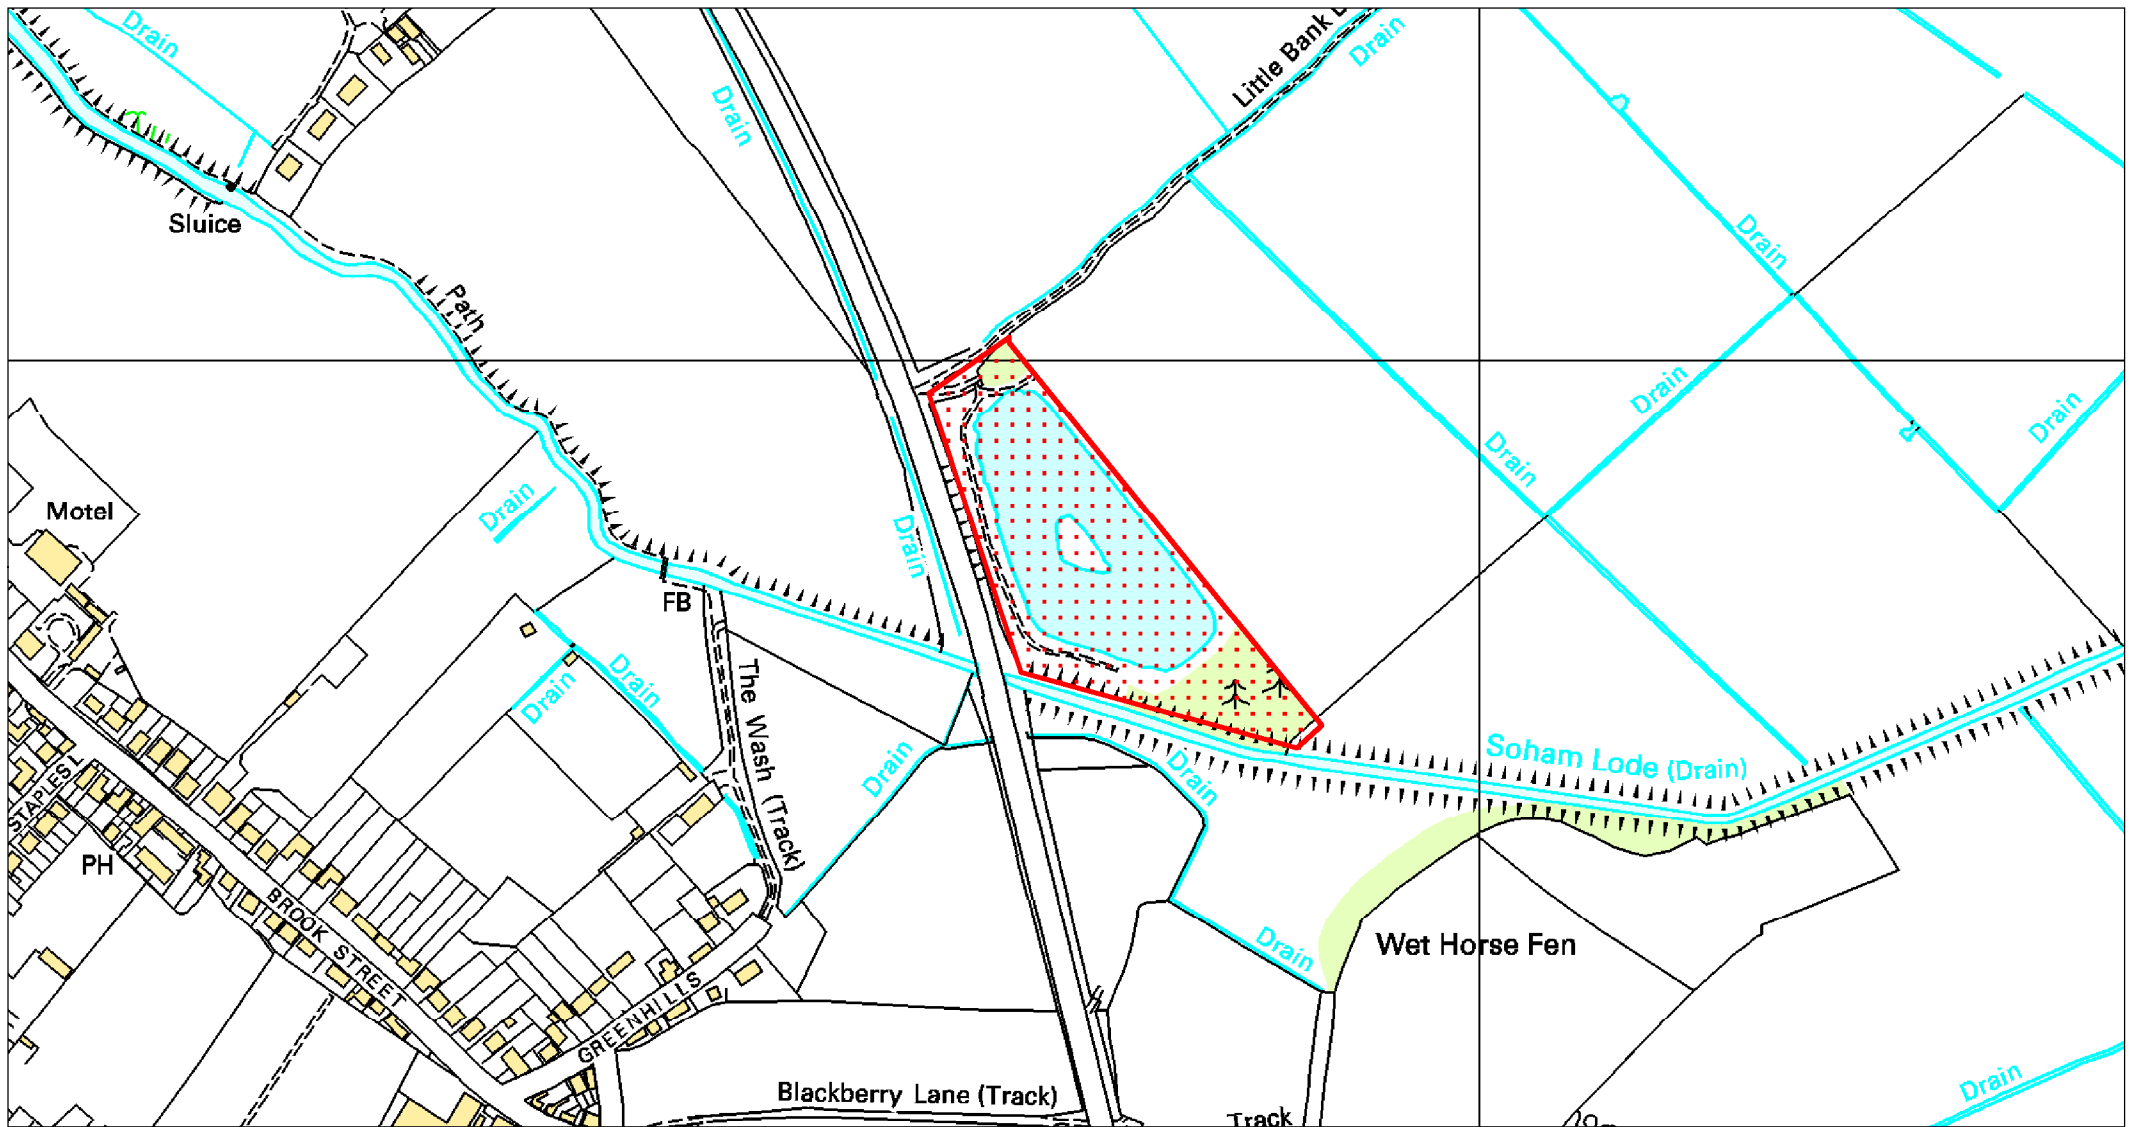 Drain
Drain
Little Bank
Drain
Sluice
Drain
Path
Drain
Drain
Drain
Motel
Drain
Drain
Drain
FB
Drain
Drain
The Wash (Track)
Drain
Drain
Soham Lode (Drain)
STAPLES L
PH
BROOK STREET
Drain
Wet Horse Fen
GREENHILLS
Blackberry Lane (Track)
Track
Drain